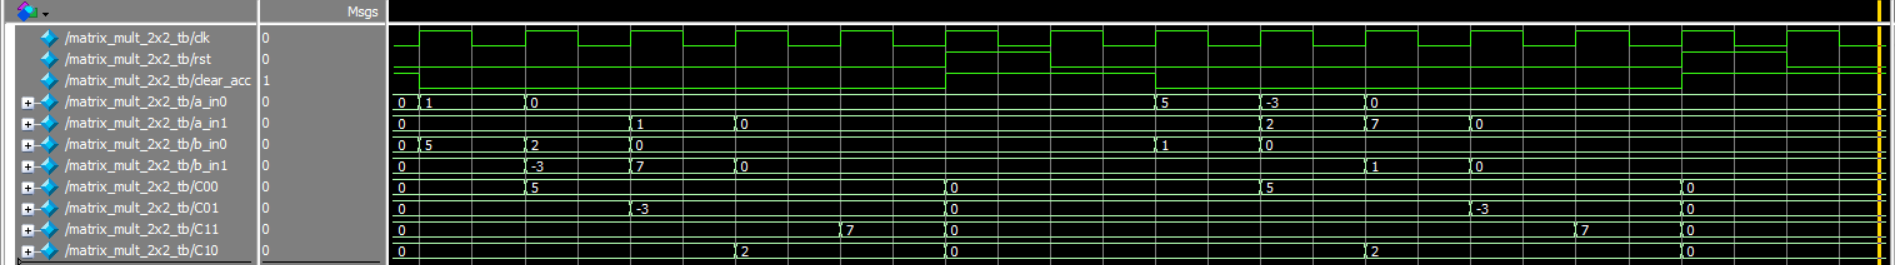 Msgs
/matrix_mult_2x2_tb/clk 0
/matrix_mult_2x2_tb/rst 0
/matrix_mult_2x2_tb/clear_acc 1
/matrix_mult_2x2_tb/a_in0 0 0 1 0 5 -3 0
/matrix_mult_2x2_tb/a_in1 0 0 1 0 2 7 0
/matrix_mult_2x2_tb/b_in0 0 0 5 2 0 1 0
/matrix_mult_2x2_tb/b_in1 0 0 -3 7 0 1 0
/matrix_mult_2x2_tb/C00 0 0 5 0 5 0
/matrix_mult_2x2_tb/C01 0 0 -3 0 -3 0
/matrix_mult_2x2_tb/C11 0 0 7 0 7 0
/matrix_mult_2x2_tb/C10 0 0 2 0 2 0